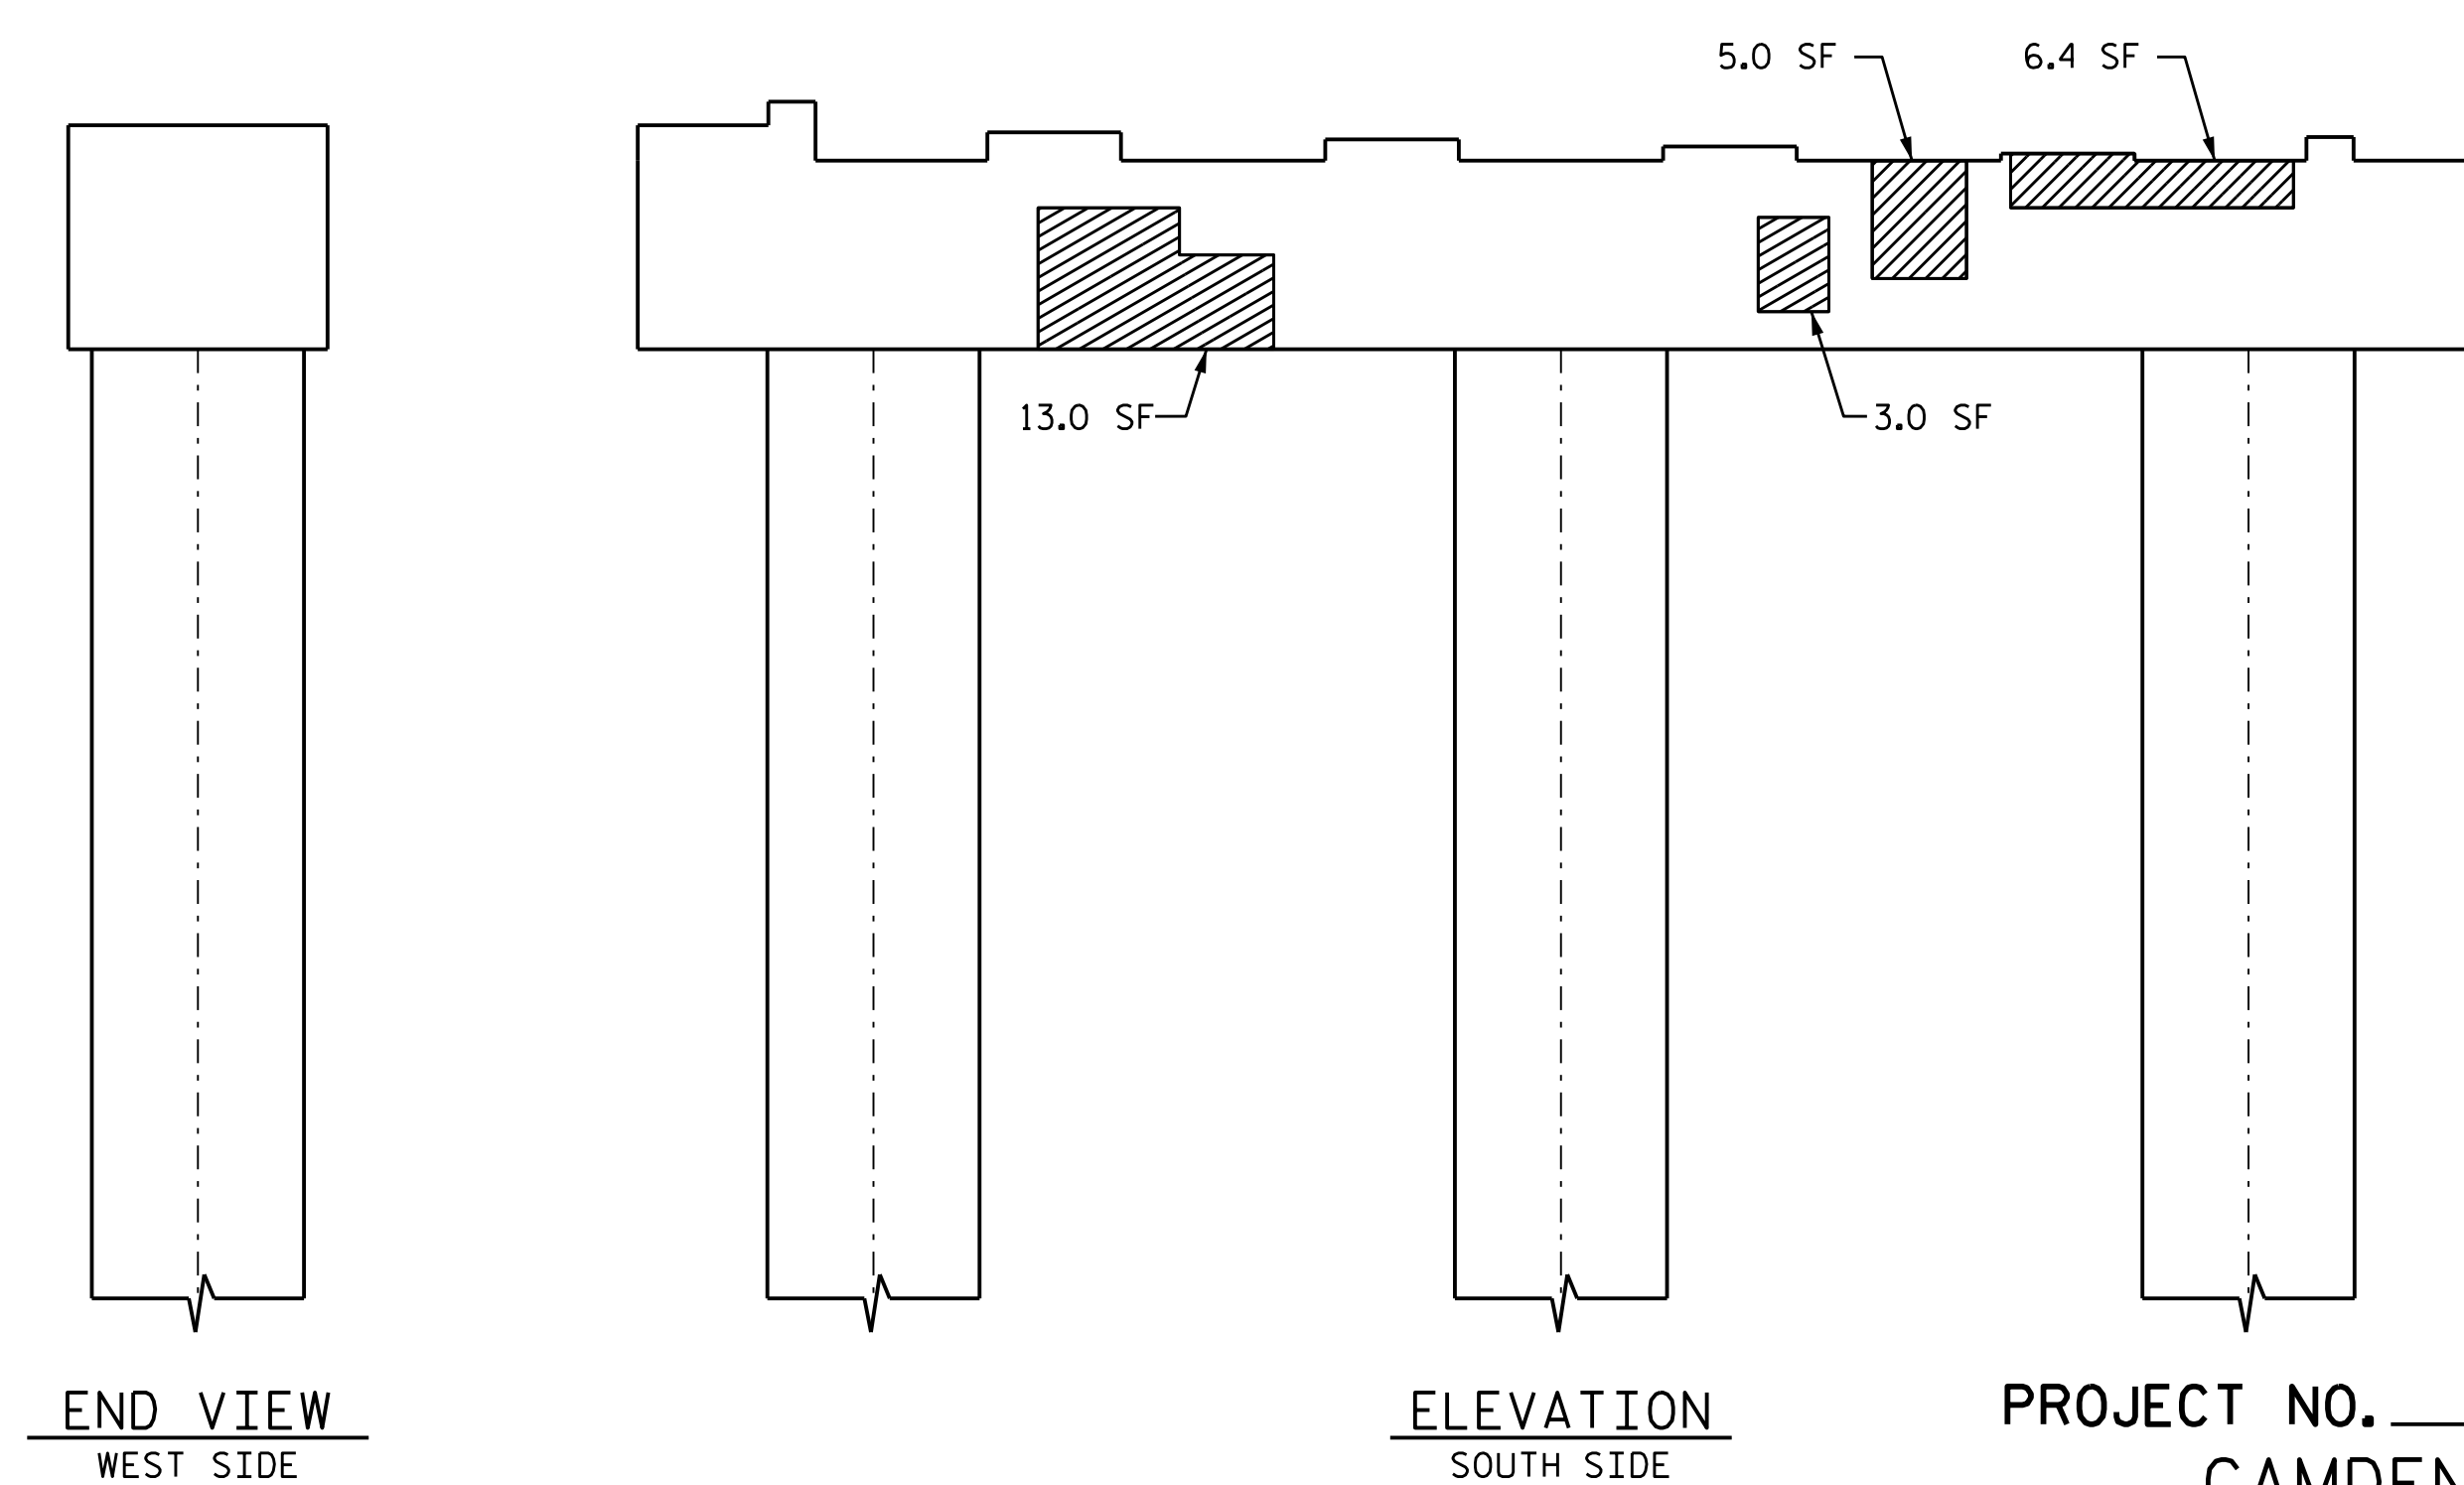 5.0 SF
6.4 SF
13.0 SF
3.0 SF
END VIEW
WEST SIDE
ELEVATION
SOUTH SIDE
PROJECT NO.